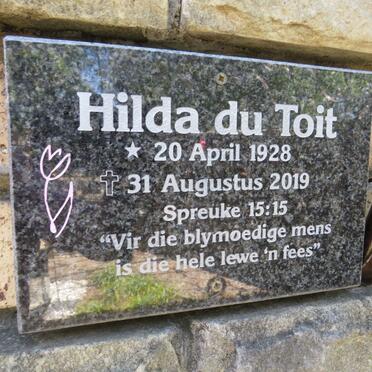 Hilda du Toit
★ 20 April 1928
✝ 31 Augustus 2019
Spreuke 15:15
“Vir die blymoedige mens
is die hele lewe 'n fees”